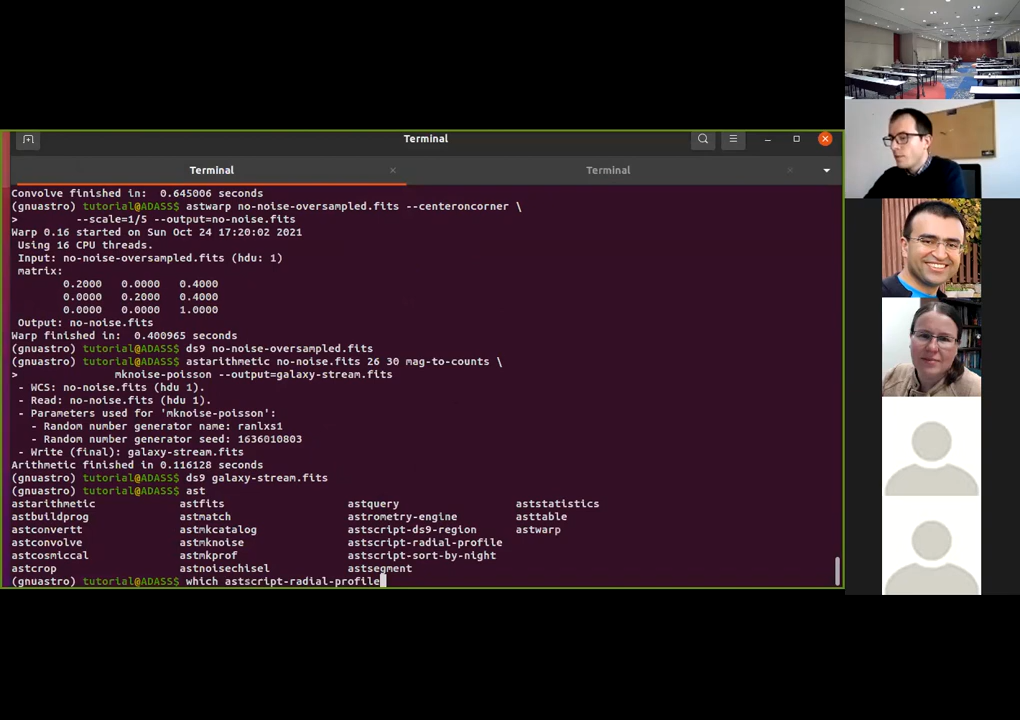 Terminal
Terminal
Terminal
Convolve finished in:  0.645006 seconds
(gnuastro) tutorial@ADASS$ astwarp no-noise-oversampled.fits --centeroncorner \
>         --scale=1/5 --output=no-noise.fits
Warp 0.16 started on Sun Oct 24 17:20:02 2021
 Using 16 CPU threads.
 Input: no-noise-oversampled.fits (hdu: 1)
 matrix:
         0.2000   0.0000   0.4000
         0.0000   0.2000   0.4000
         0.0000   0.0000   1.0000
 Output: no-noise.fits
Warp finished in:  0.400965 seconds
(gnuastro) tutorial@ADASS$ ds9 no-noise-oversampled.fits
(gnuastro) tutorial@ADASS$ astarithmetic no-noise.fits 26 30 mag-to-counts \
>                mknoise-poisson --output=galaxy-stream.fits
 - WCS: no-noise.fits (hdu 1).
 - Read: no-noise.fits (hdu 1).
 - Parameters used for 'mknoise-poisson':
   - Random number generator name: ranlxs1
   - Random number generator seed: 1636010803
 - Write (final): galaxy-stream.fits
Arithmetic finished in 0.116128 seconds
(gnuastro) tutorial@ADASS$ ds9 galaxy-stream.fits
(gnuastro) tutorial@ADASS$ ast
astarithmetic astfits astquery aststatistics
astbuildprog astmatch astrometry-engine asttable
astconvertt astmkcatalog astscript-ds9-region astwarp
astconvolve astmknoise astscript-radial-profile
astcosmiccal astmkprof astscript-sort-by-night
astcrop astnoisechisel astsegment
(gnuastro) tutorial@ADASS$ which astscript-radial-profile